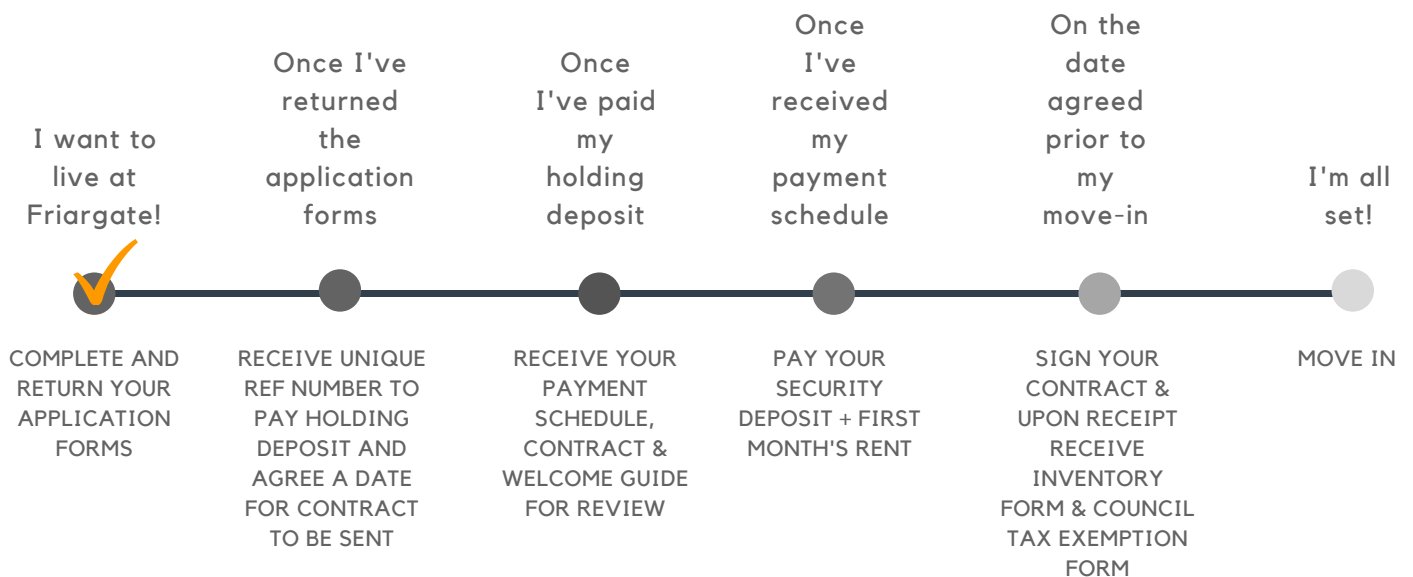 I want to
live at
Friargate!
Once I've
returned
the
application
forms
Once
I've paid
my
holding
deposit
Once
I've
received
my
payment
schedule
On the
date
agreed
prior to
my
move-in
I'm all
set!
COMPLETE AND
RETURN YOUR
APPLICATION
FORMS
RECEIVE UNIQUE
REF NUMBER TO
PAY HOLDING
DEPOSIT AND
AGREE A DATE
FOR CONTRACT
TO BE SENT
RECEIVE YOUR
PAYMENT
SCHEDULE,
CONTRACT &
WELCOME GUIDE
FOR REVIEW
PAY YOUR
SECURITY
DEPOSIT + FIRST
MONTH'S RENT
SIGN YOUR
CONTRACT &
UPON RECEIPT
RECEIVE
INVENTORY
FORM & COUNCIL
TAX EXEMPTION
FORM
MOVE IN